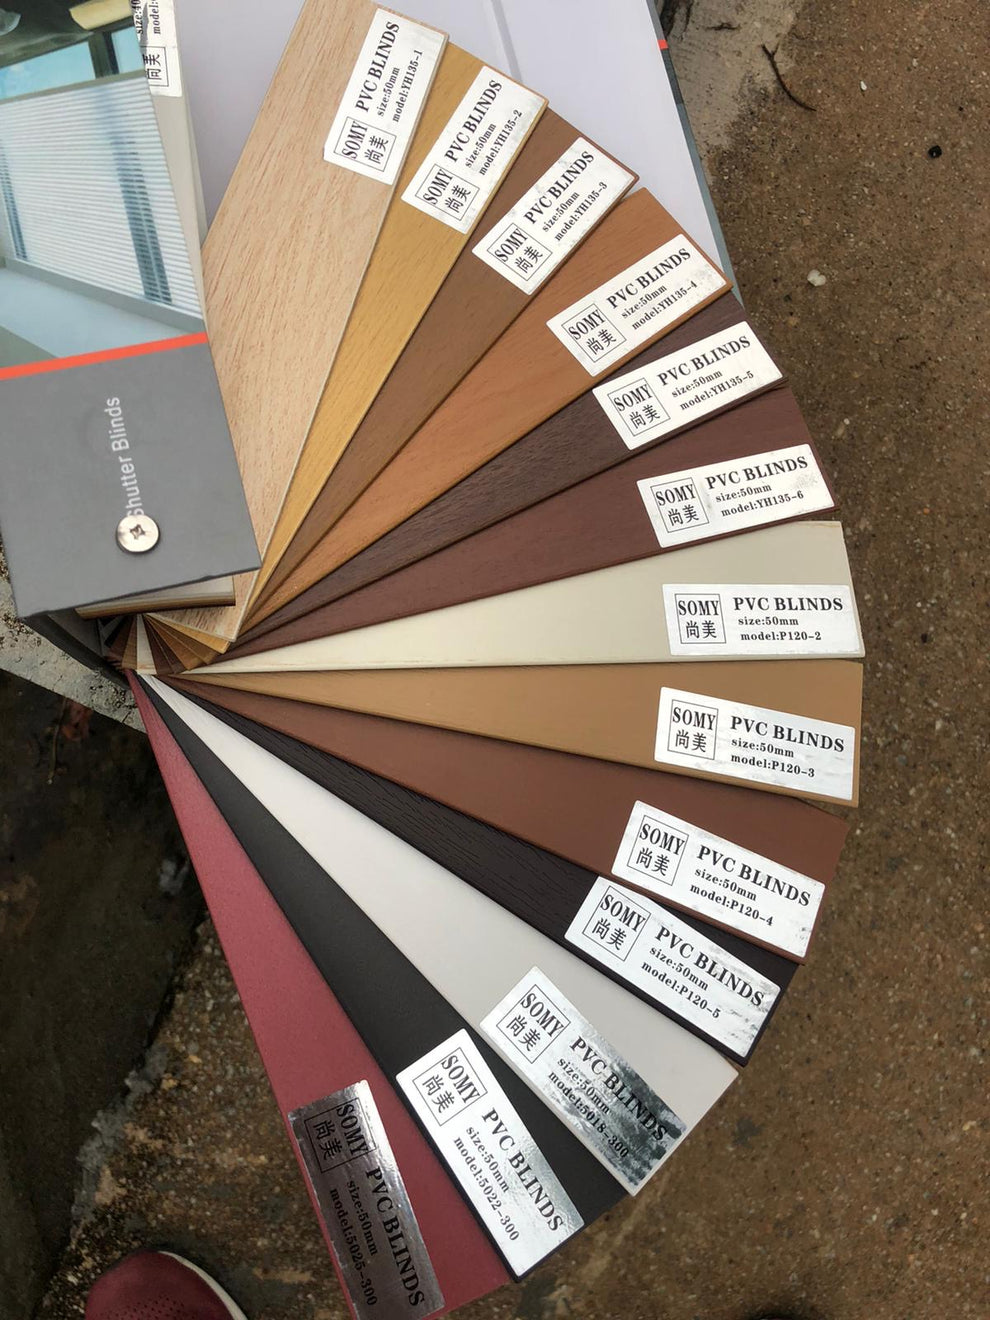 Shutter Blinds
SOMY
尚美
PVC BLINDS
size:50mm
model:YH135-1
SOMY
尚美
PVC BLINDS
size:50mm
model:YH135-2
SOMY
尚美
PVC BLINDS
size:50mm
model:YH135-3
SOMY
尚美
PVC BLINDS
size:50mm
model:YH135-4
SOMY
尚美
PVC BLINDS
size:50mm
model:YH135-5
SOMY
尚美
PVC BLINDS
size:50mm
model:YH135-6
SOMY
尚美
PVC BLINDS
size:50mm
model:P120-2
SOMY
尚美
PVC BLINDS
size:50mm
model:P120-3
SOMY
尚美
PVC BLINDS
size:50mm
model:P120-4
SOMY
尚美
PVC BLINDS
size:50mm
model:P120-5
SOMY
尚美
PVC BLINDS
size:50mm
model:5018-300
SOMY
尚美
PVC BLINDS
size:50mm
model:5022-300
SOMY
尚美
PVC BLINDS
size:50mm
model:5025-300
尚美
model: